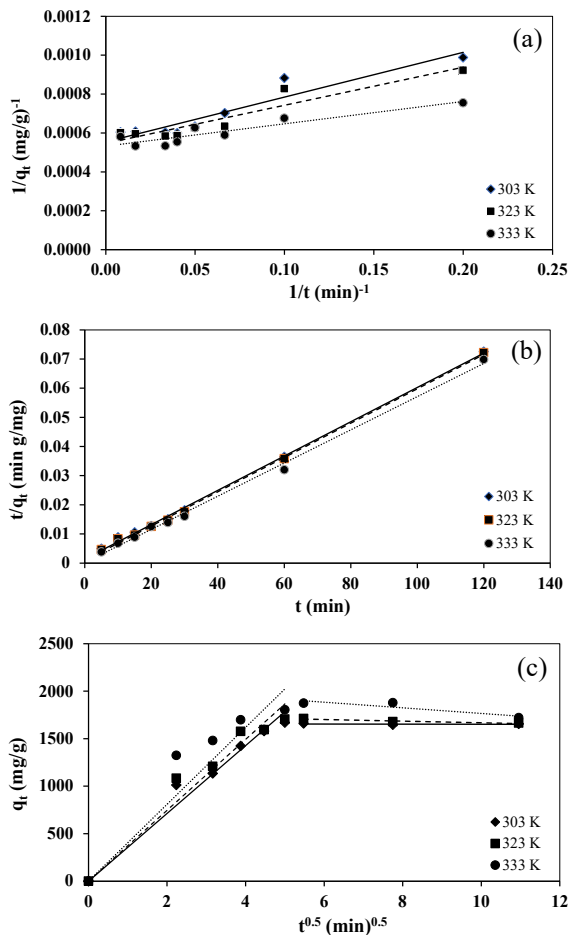 (a)
0.0012
0.0010
0.0008
0.0006
0.0004
0.0002
0.0000
1/qt (mg/g)-1
303 K
323 K
333 K
0.00 0.05 0.10 0.15 0.20 0.25
1/t (min)-1
(b)
0.08
0.07
0.06
0.05
0.04
0.03
0.02
0.01
0
t/qt (min g/mg)
303 K
323 K
333 K
0 20 40 60 80 100 120 140
t (min)
(c)
2500
2000
1500
1000
500
0
qt (mg/g)
303 K
323 K
333 K
0 2 4 6 8 10 12
t0.5 (min)0.5